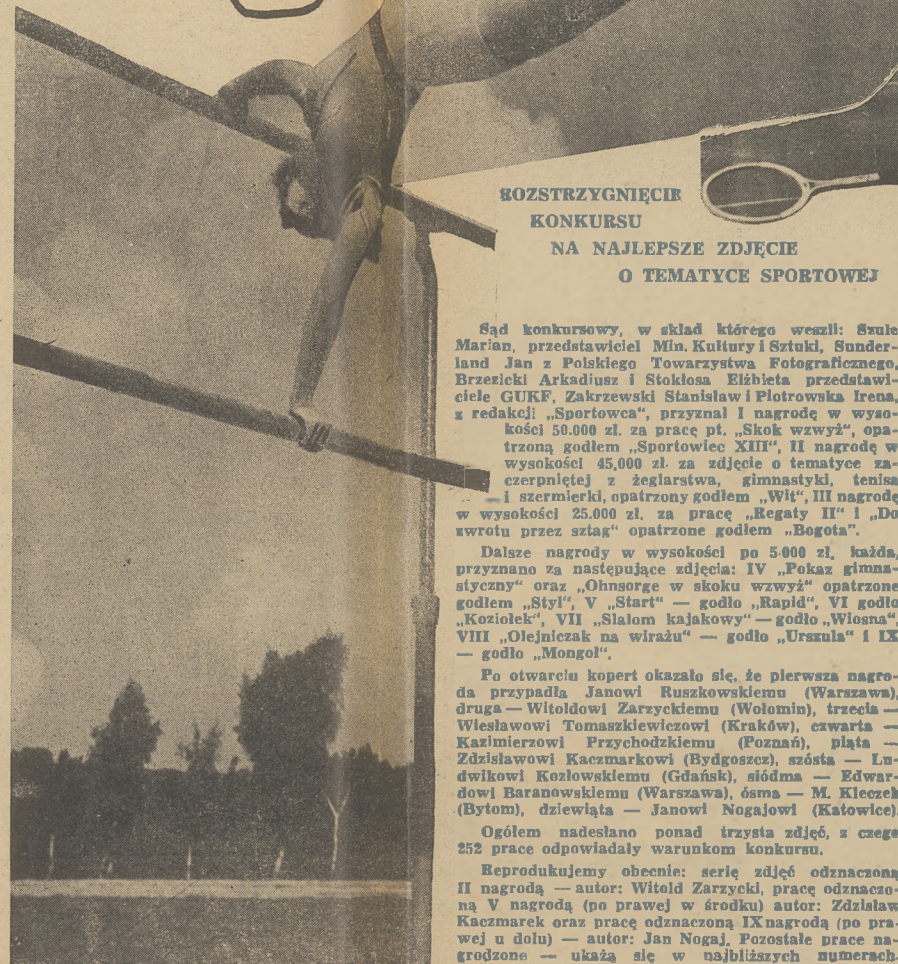 ROZSTRZYGNIĘCIE
KONKURSU
NA NAJLEPSZE ZDJĘCIE
O TEMATYCE SPORTOWEJ
Sąd konkursowy, w skład którego weszli: Szulc
Marian, przedstawiciel Min. Kultury i Sztuki, Sunder-
land Jan z Polskiego Towarzystwa Fotograficznego,
Brzezicki Arkadiusz i Stokłosa Elżbieta przedstawi-
ciele GUKF, Zakrzewski Stanisław i Piotrowska Irena,
z redakcji „Sportowca“, przyznał I nagrodę w wyso-
kości 50.000 zł. za pracę pt. „Skok wzwyż“, opa-
trzoną godłem „Sportowiec XIII“, II nagrodę w
wysokości 45,000 zł. za zdjęcie o tematyce za-
czerpniętej z żeglarstwa, gimnastyki, tenisa
i szermierki, opatrzony godłem „Wit“, III nagrodę
w wysokości 25.000 zł. za pracę „Regaty II“ i „Do
zwrotu przez sztag“ opatrzone godłem „Bogota”.
Dalsze nagrody w wysokości po 5.000 zł. każda,
przyznano za następujące zdjęcia: IV „Pokaz gimna-
styczny“ oraz „Ohnsorge w skoku wzwyż“ opatrzone
godłem „Styl“, V „Start“ — godło „Rapid“, VI godło
„Koziołek“, VII „Slalom kajakowy“ — godło „Wiosna“,
VIII „Olejniczak na wirażu“ — godło „Urszula“ i IX
— godło „Mongol“.
Po otwarciu kopert okazało się, że pierwsza nagro-
da przypadła Janowi Ruszkowskiemu (Warszawa),
druga — Witoldowi Zarzyckiemu (Wołomin), trzecia —
Wiesławowi Tomaszkiewiczowi (Kraków), czwarta —
Kazimierzowi Przychodzkiemu (Poznań), piąta —
Zdzisławowi Kaczmarkowi (Bydgoszcz), szósta — Lu-
dwikowi Kozłowskiemu (Gdańsk), siódma — Edwar-
dowi Baranowskiemu (Warszawa), ósma — M. Kleczek
(Bytom), dziewiąta — Janowi Nogajowi (Katowice).
Ogółem nadesłano ponad trzysta zdjęć, z czego
252 prace odpowiadały warunkom konkursu.
Reprodukujemy obecnie: serię zdjęć odznaczoną
II nagrodą — autor: Witold Zarzycki, pracę odznaczo-
ną V nagrodą (po prawej w środku) autor: Zdzisław
Kaczmarek oraz pracę odznaczoną IX nagrodą (po pra-
wej u dołu) — autor: Jan Nogaj. Pozostałe prace na-
grodzone — ukażą się w najbliższych numerach.